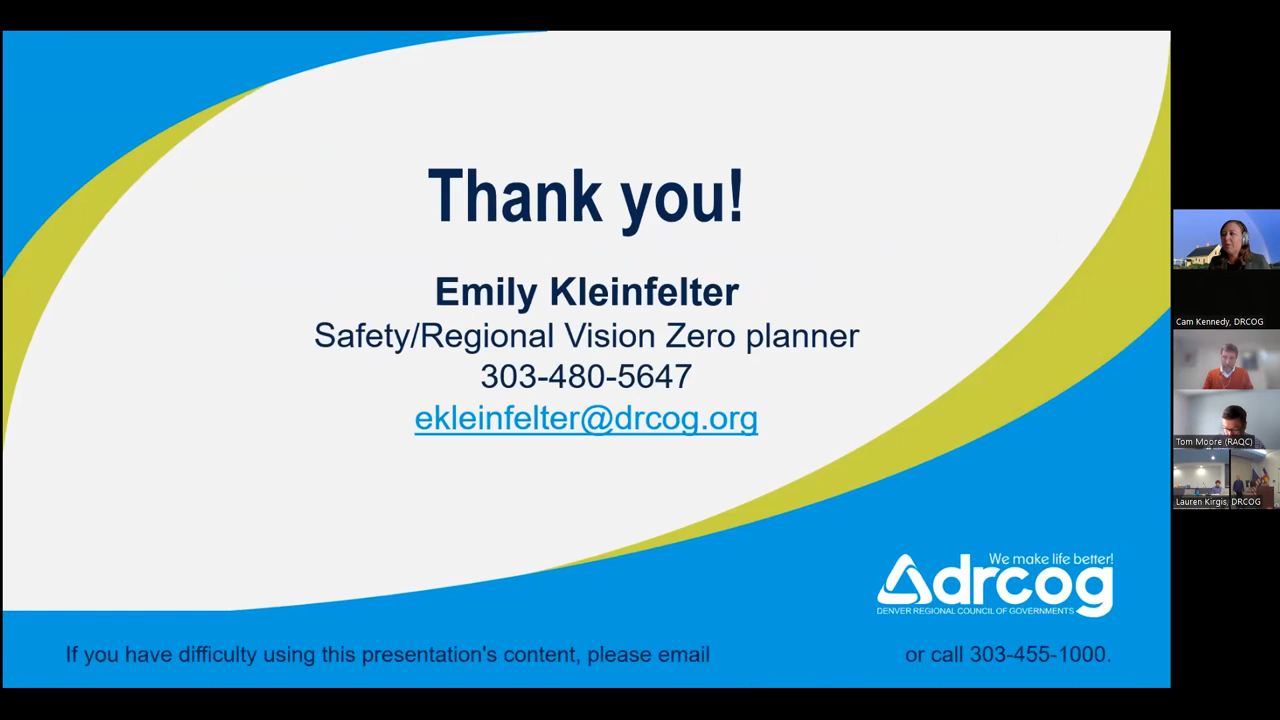 Thank you!
Emily Kleinfelter
Safety/Regional Vision Zero planner
303-480-5647
ekleinfelter@drcog.org
We make life better!
drcog
DENVER REGIONAL COUNCIL OF GOVERNMENTS
If you have difficulty using this presentation's content, please email or call 303-455-1000.
Cam Kennedy, DRCOG
Tom Moore (RAQC)
Lauren Kirgis, DRCOG